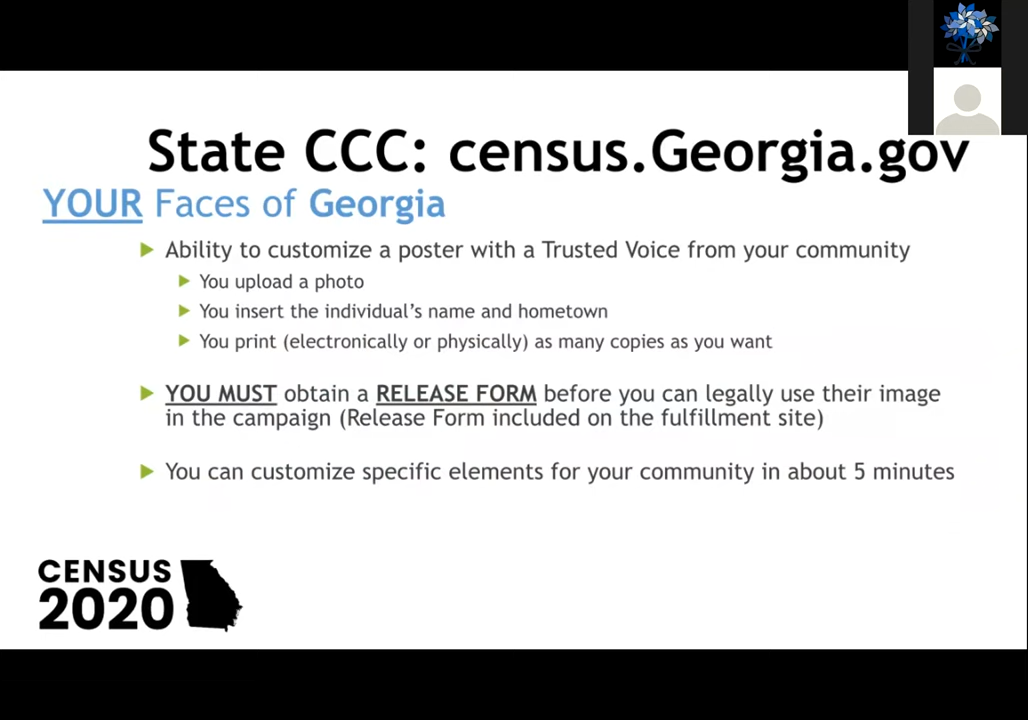 State CCC: census.Georgia.gov
YOUR Faces of Georgia
Ability to customize a poster with a Trusted Voice from your community
You upload a photo
You insert the individual's name and hometown
You print (electronically or physically) as many copies as you want
YOU MUST obtain a RELEASE FORM before you can legally use their image
in the campaign (Release Form included on the fulfillment site)
You can customize specific elements for your community in about 5 minutes
CENSUS
2020